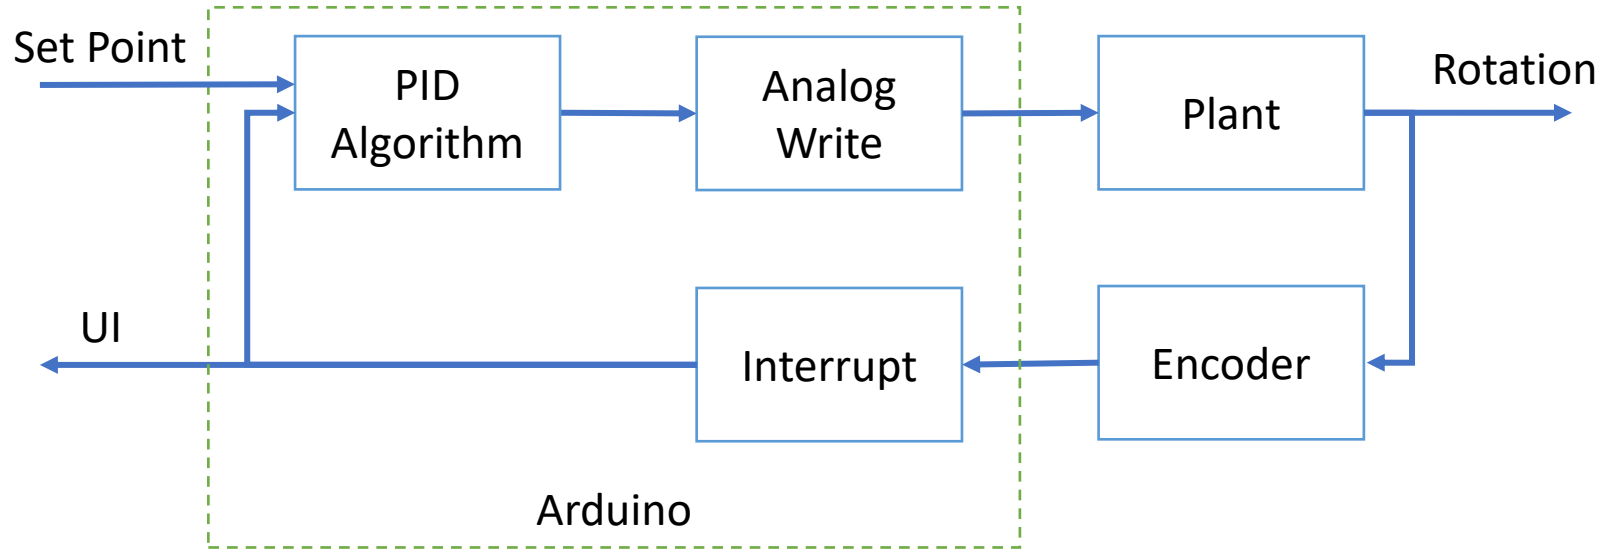 Set Point
PID
Algorithm
Analog
Write
Plant
Rotation
UI
Interrupt
Encoder
Arduino